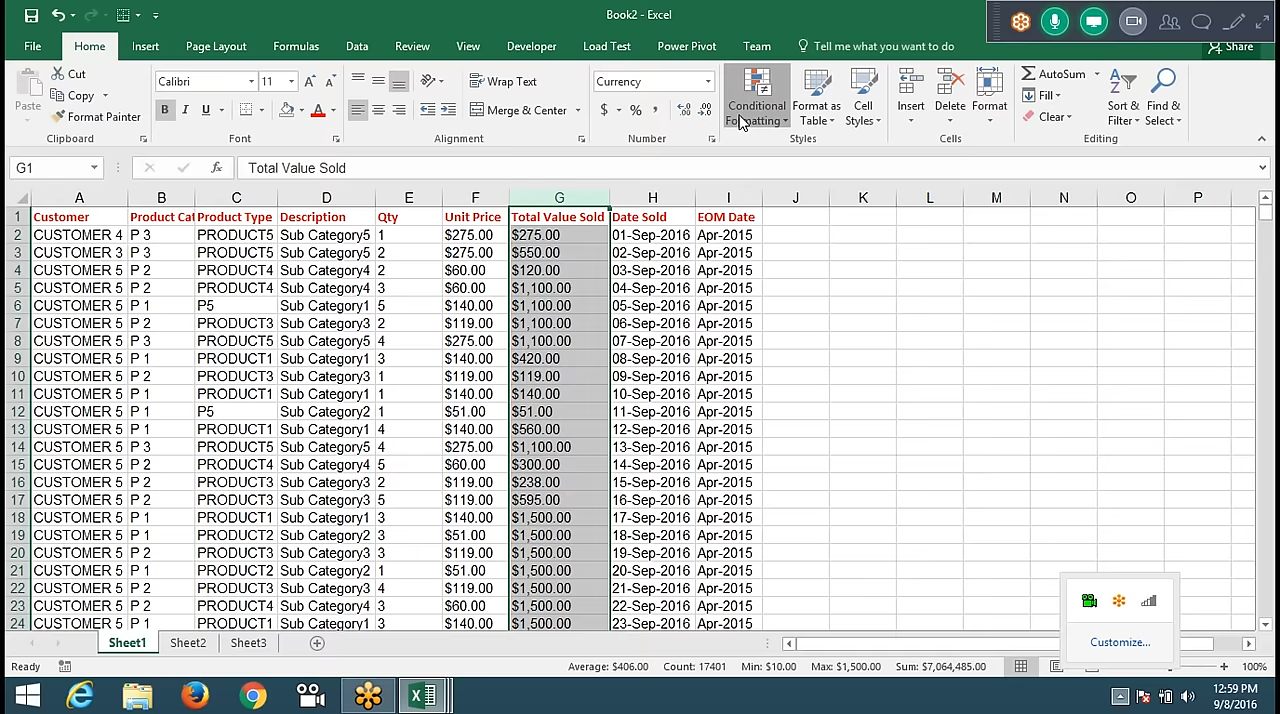 Book2 - Excel
File Home Insert Page Layout Formulas Data Review View Developer Load Test Power Pivot Team Tell me what you want to do Share
Paste Cut Copy Format Painter Clipboard
Calibri 11 B I U Font
Wrap Text Merge & Center Alignment
Currency $ % , Number
Conditional Formatting Format as Table Cell Styles Styles
Insert Delete Format Cells
AutoSum Fill Clear Sort & Filter Find & Select Editing
G1 fx Total Value Sold
A B C D E F G H I J K L M N O P
1 Customer Product Cat Product Type Description Qty Unit Price Total Value Sold Date Sold EOM Date
2 CUSTOMER 4 P 3 PRODUCT5 Sub Category5 1 $275.00 $275.00 01-Sep-2016 Apr-2015
3 CUSTOMER 3 P 3 PRODUCT5 Sub Category5 2 $275.00 $550.00 02-Sep-2016 Apr-2015
4 CUSTOMER 5 P 2 PRODUCT4 Sub Category4 2 $60.00 $120.00 03-Sep-2016 Apr-2015
5 CUSTOMER 5 P 2 PRODUCT4 Sub Category4 3 $60.00 $1,100.00 04-Sep-2016 Apr-2015
6 CUSTOMER 5 P 1 P5 Sub Category1 5 $140.00 $1,100.00 05-Sep-2016 Apr-2015
7 CUSTOMER 5 P 2 PRODUCT3 Sub Category3 2 $119.00 $1,100.00 06-Sep-2016 Apr-2015
8 CUSTOMER 5 P 3 PRODUCT5 Sub Category5 4 $275.00 $1,100.00 07-Sep-2016 Apr-2015
9 CUSTOMER 5 P 1 PRODUCT1 Sub Category1 3 $140.00 $420.00 08-Sep-2016 Apr-2015
10 CUSTOMER 5 P 2 PRODUCT3 Sub Category3 1 $119.00 $119.00 09-Sep-2016 Apr-2015
11 CUSTOMER 5 P 1 PRODUCT1 Sub Category1 1 $140.00 $140.00 10-Sep-2016 Apr-2015
12 CUSTOMER 5 P 1 P5 Sub Category2 1 $51.00 $51.00 11-Sep-2016 Apr-2015
13 CUSTOMER 5 P 1 PRODUCT1 Sub Category1 4 $140.00 $560.00 12-Sep-2016 Apr-2015
14 CUSTOMER 5 P 3 PRODUCT5 Sub Category5 4 $275.00 $1,100.00 13-Sep-2016 Apr-2015
15 CUSTOMER 5 P 2 PRODUCT4 Sub Category4 5 $60.00 $300.00 14-Sep-2016 Apr-2015
16 CUSTOMER 5 P 2 PRODUCT3 Sub Category3 2 $119.00 $238.00 15-Sep-2016 Apr-2015
17 CUSTOMER 5 P 2 PRODUCT3 Sub Category3 5 $119.00 $595.00 16-Sep-2016 Apr-2015
18 CUSTOMER 5 P 1 PRODUCT1 Sub Category1 3 $140.00 $1,500.00 17-Sep-2016 Apr-2015
19 CUSTOMER 5 P 1 PRODUCT2 Sub Category2 3 $51.00 $1,500.00 18-Sep-2016 Apr-2015
20 CUSTOMER 5 P 2 PRODUCT3 Sub Category3 3 $119.00 $1,500.00 19-Sep-2016 Apr-2015
21 CUSTOMER 5 P 1 PRODUCT2 Sub Category2 1 $51.00 $1,500.00 20-Sep-2016 Apr-2015
22 CUSTOMER 5 P 2 PRODUCT3 Sub Category3 4 $119.00 $1,500.00 21-Sep-2016 Apr-2015
23 CUSTOMER 5 P 2 PRODUCT4 Sub Category4 3 $60.00 $1,500.00 22-Sep-2016 Apr-2015
24 CUSTOMER 5 P 1 PRODUCT1 Sub Category1 3 $140.00 $1,500.00 23-Sep-2016 Apr-2015
Customize...
Sheet1 Sheet2 Sheet3
Ready Average: $406.00 Count: 17401 Min: $10.00 Max: $1,500.00 Sum: $7,064,485.00 100%
12:59 PM
9/8/2016